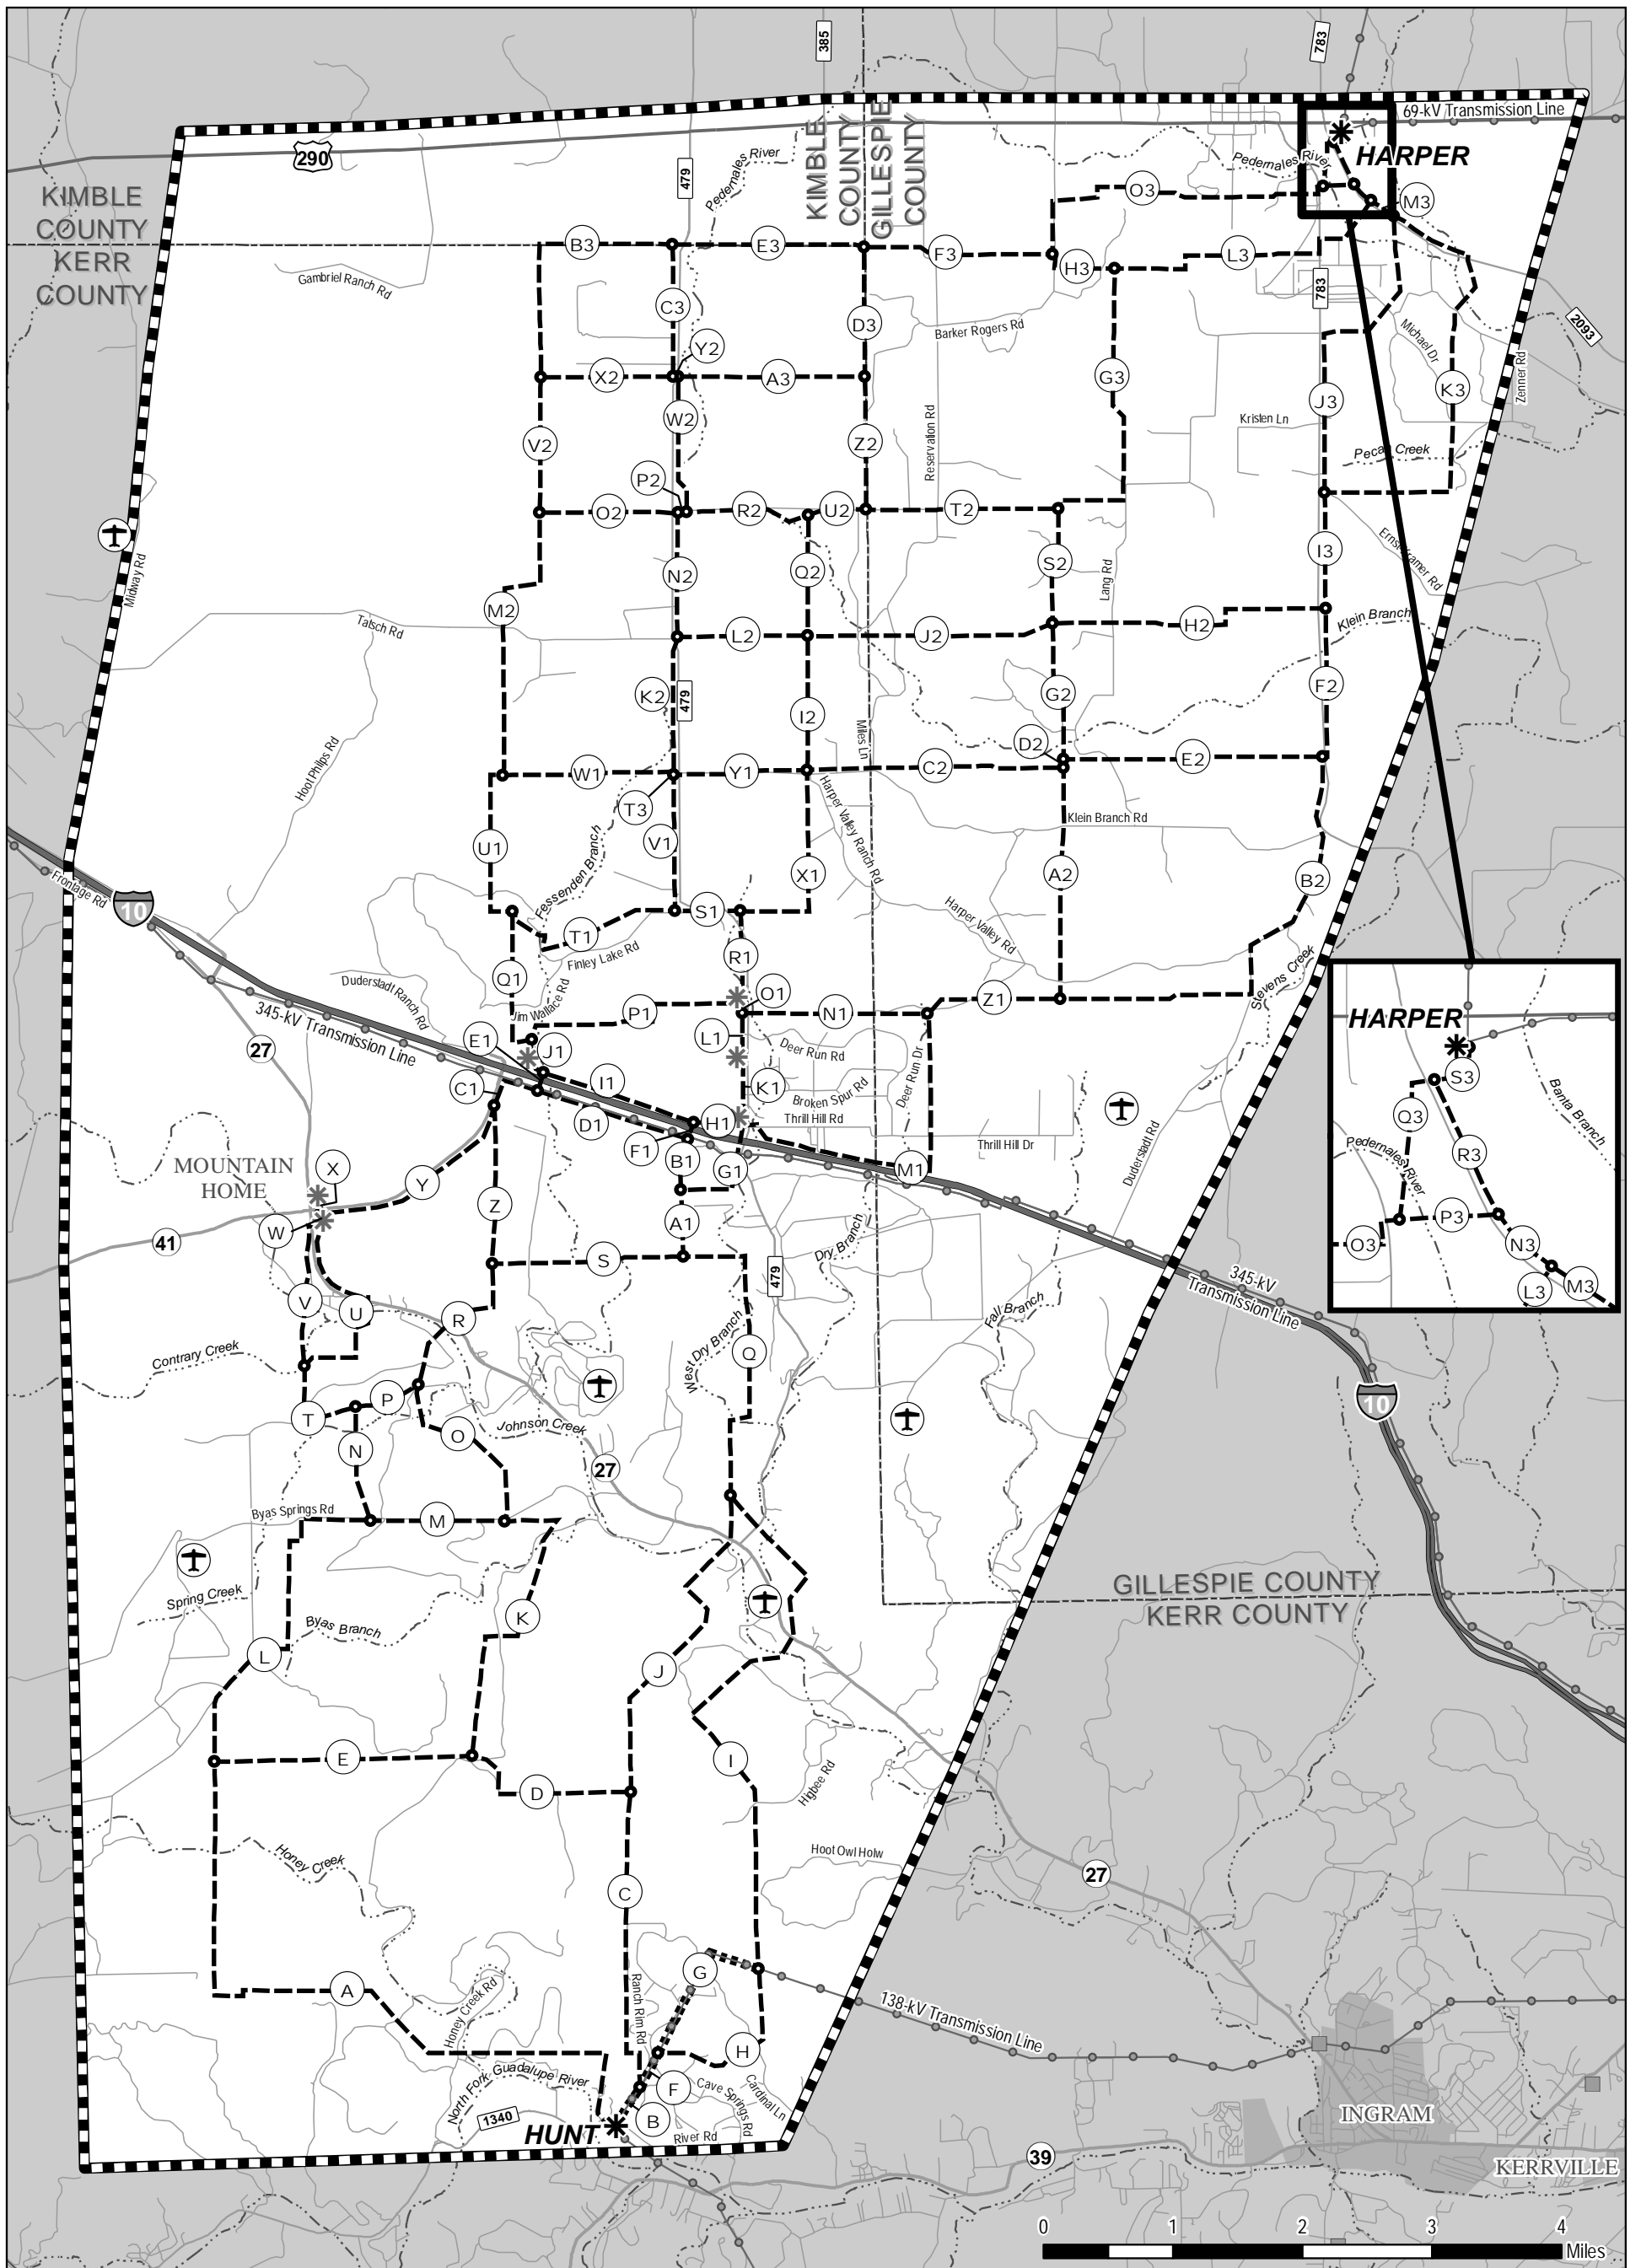 385
783
69-kV Transmission Line
290
KIMBLE
COUNTY
GILLESPIE
COUNTY
Pedernales River
HARPER
Pedernales River
479
KIMBLE
COUNTY
KERR
COUNTY
O3
M3
B3
E3
F3
H3
L3
Gambriel Ranch Rd
783
C3
D3
Barker Rogers Rd
2093
Michael Dr
Zenner Rd
Y2
X2
A3
G3
K3
J3
W2
Kristen Ln
V2
Z2
Reservation Rd
Pecan Creek
P2
O2
R2
U2
T2
Midway Rd
N2
Q2
S2
I3
Ernst Kramer Rd
Lang Rd
M2
Tatsch Rd
L2
J2
H2
Klein Branch
K2
479
G2
F2
I2
Miles Ln
D2
Hoot Philps Rd
W1
Y1
C2
E2
T3
Harper Valley Ranch Rd
Klein Branch Rd
V1
U1
Fessenden Branch
X1
A2
B2
Frontage Rd
10
S1
Harper Valley Rd
T1
Finley Lake Rd
R1
Q1
Duderstadt Ranch Rd
Jim Wallace Rd
O1
Z1
Stevens Creek
P1
N1
345-kV Transmission Line
27
E1
J1
L1
Deer Run Rd
Deer Run Dr
C1
I1
K1
Broken Spur Rd
Thrill Hill Rd
D1
H1
Thrill Hill Dr
F1
B1
G1
M1
Duderstadt Rd
HARPER
S3
Q3
Banta Branch
Pedernales River
R3
P3
O3
N3
L3
M3
MOUNTAIN
HOME
X
Y
Z
W
41
A1
S
Dry Branch
479
345-kV
Transmission Line
V
U
R
Fall Branch
Contrary Creek
West Dry Branch
Q
10
P
T
N
O
Johnson Creek
27
Byas Springs Rd
M
Spring Creek
GILLESPIE COUNTY
KERR COUNTY
Byas Branch
K
L
J
E
I
D
Higbee Rd
Honey Creek
Hoot Owl Holw
27
C
G
A
Honey Creek Rd
Ranch Rim Rd
138-kV Transmission Line
H
North Fork Guadalupe River
F
Cave Springs Rd
Cardinal Ln
B
1340
HUNT
River Rd
INGRAM
39
KERRVILLE
0 1 2 3 4
Miles